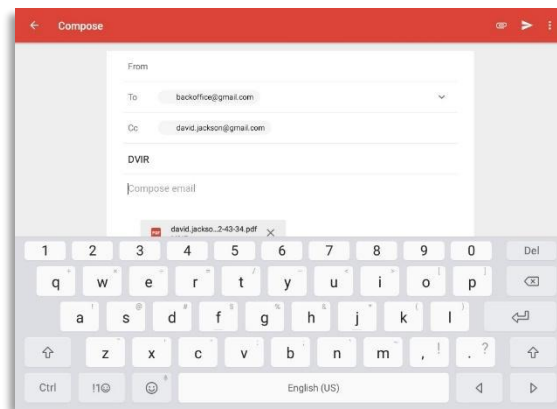 Compose
From
To backoffice@gmail.com
Cc david.jackson@gmail.com
DVIR
Compose email
PDF david.jackso...2-43-34.pdf
1 2 3 4 5 6 7 8 9 0 Del
q w e r t y u i o p
a s d f g h j k l
z x c v b n m , ! . ?
Ctrl !1☺ English (US)